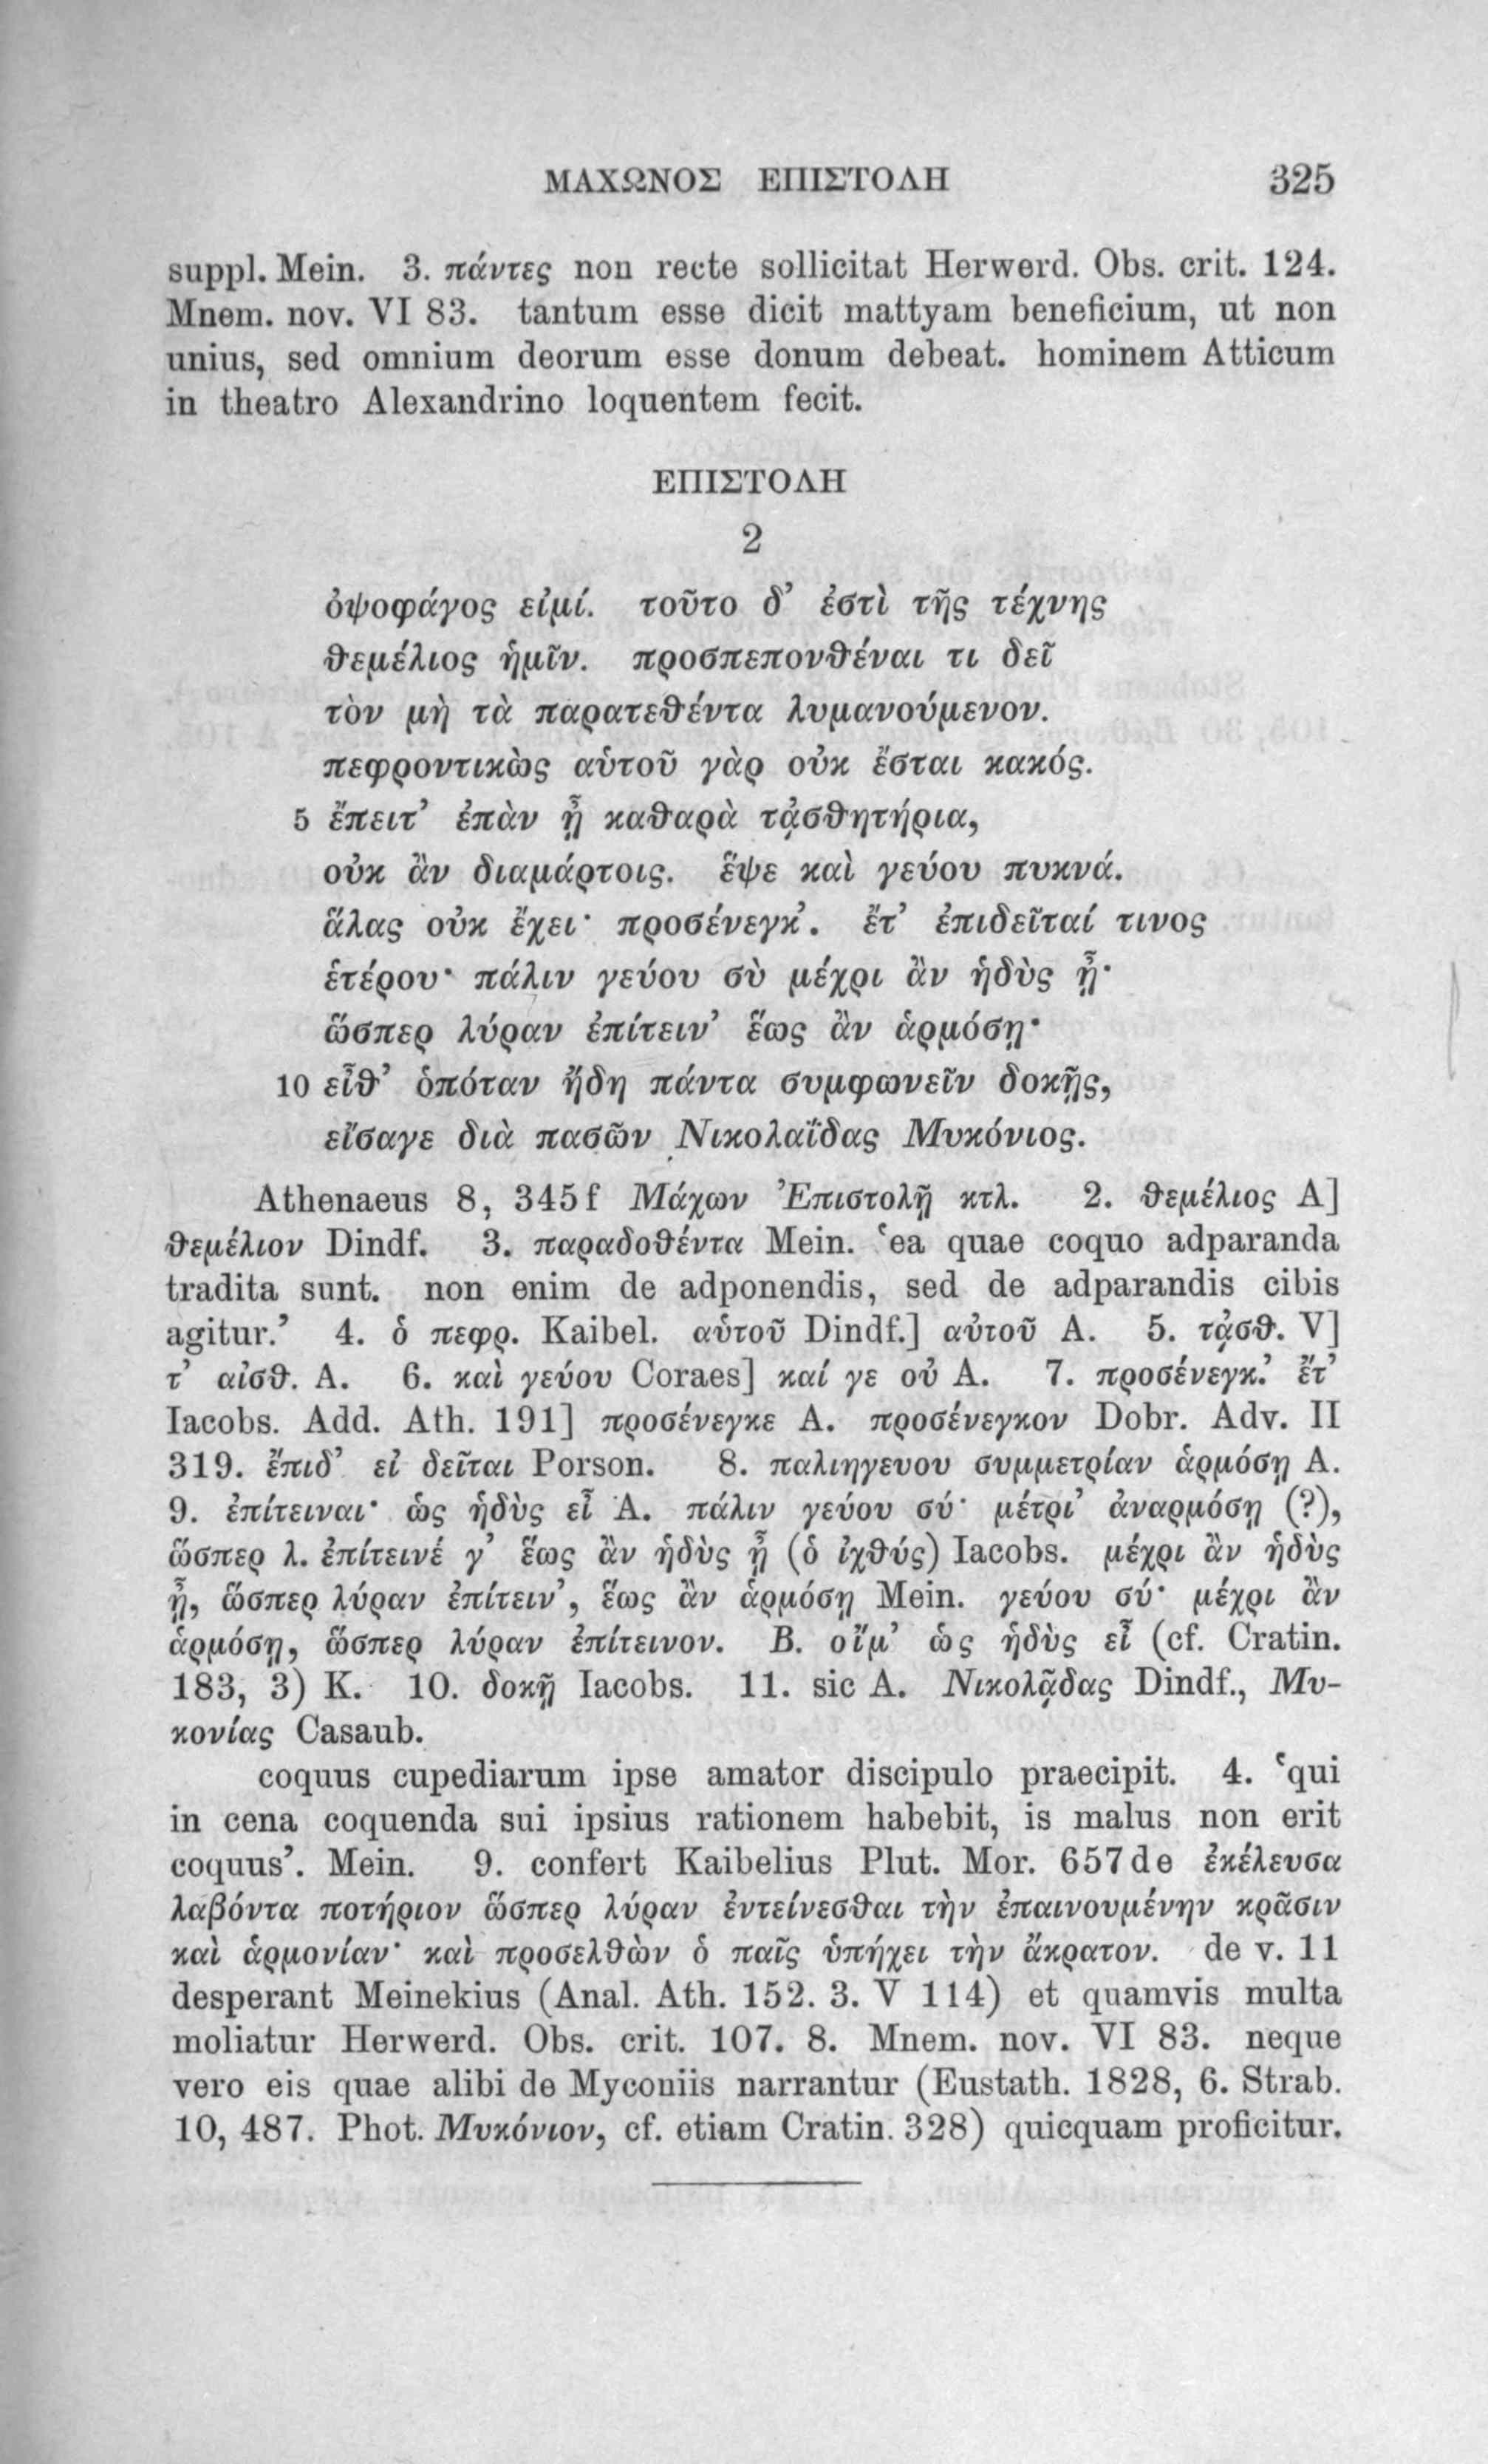 ΜΑΧΩΝΟΣ ΕΠΙΣΤΟΛΗ 325
suppl. Mein. 3. πάντες non recte sollicitat Herwerd. Obs. crit. 124.
Mnem. nov. VI 83. tantum esse dicit mattyam beneficium, ut non
unius, sed omnium deorum esse donum debeat. hominem Atticum
in theatro Alexandrino loquentem fecit.
ΕΠΙΣΤΟΛΗ
2
ὀψοφάγος εἰμί. τοῦτο δ’ ἐστὶ τῆς τέχνης
θεμέλιος ἡμῖν. προσπεπονθέναι τι δεῖ
τὸν μὴ τὰ παρατεθέντα λυμανούμενον.
πεφροντικὼς αὑτοῦ γὰρ οὐκ ἔσται κακός.
5 ἔπειτ’ ἐπὰν ᾖ καθαρὰ τᾀσθητήρια,
οὐκ ἂν διαμάρτοις. ἕψε καὶ γεύου πυκνά.
ἅλας οὐκ ἔχει· προσένεγκ’. ἔτ’ ἐπιδεῖταί τινος
ἑτέρου· πάλιν γεύου σὺ μέχρι ἂν ἡδὺς ᾖ·
ὥσπερ λύραν ἐπίτειν’ ἕως ἂν ἁρμόσῃ·
10 εἶθ’ ὁπόταν ἤδη πάντα συμφωνεῖν δοκῇς,
εἴσαγε διὰ πασῶν Νικολαΐδας Μυκόνιος.
Athenaeus 8, 345f Μάχων Ἐπιστολῇ κτλ. 2. θεμέλιος A]
θεμέλιον Dindf. 3. παραδοθέντα Mein. ‘ea quae coquo adparanda
tradita sunt. non enim de adponendis, sed de adparandis cibis
agitur.’ 4. ὁ πεφρ. Kaibel. αὑτοῦ Dindf.] αὐτοῦ A. 5. τᾀσθ. V]
τ’ αἰσθ. A. 6. καὶ γεύου Coraes] καί γε οὐ A. 7. προσένεγκ.’ ἔτ’
Iacobs. Add. Ath. 191] προσένεγκε A. προσένεγκον Dobr. Adv. II
319. ἔπιδ’ εἰ δεῖται Porson. 8. παλιηγευου συμμετρίαν ἁρμόσῃ A.
9. ἐπίτειναι· ὡς ἡδὺς εἶ A. πάλιν γεύου σύ· μέτρι’ ἀναρμόσῃ (?),
ὥσπερ λ. ἐπίτεινέ γ’ ἕως ἂν ἡδὺς ᾖ (ὁ ἰχθύς) Iacobs. μέχρι ἂν ἡδὺς
ᾖ, ὥσπερ λύραν ἐπίτειν’, ἕως ἂν ἁρμόσῃ Mein. γεύου σύ· μέχρι ἂν
ἁρμόσῃ, ὥσπερ λύραν ἐπίτεινον. B. οἴμ’ ὡς ἡδὺς εἶ (cf. Cratin.
183, 3) K. 10. δοκῇ Iacobs. 11. sic A. Νικολᾴδας Dindf., Μυ-
κονίας Casaub.
coquus cupediarum ipse amator discipulo praecipit. 4. ‘qui
in cena coquenda sui ipsius rationem habebit, is malus non erit
coquus’. Mein. 9. confert Kaibelius Plut. Mor. 657de ἐκέλευσα
λαβόντα ποτήριον ὥσπερ λύραν ἐντείνεσθαι τὴν ἐπαινουμένην κρᾶσιν
καὶ ἁρμονίαν· καὶ προσελθὼν ὁ παῖς ὑπήχει τὴν ἄκρατον. de v. 11
desperant Meinekius (Anal. Ath. 152. 3. V 114) et quamvis multa
moliatur Herwerd. Obs. crit. 107. 8. Mnem. nov. VI 83. neque
vero eis quae alibi de Myconiis narrantur (Eustath. 1828, 6. Strab.
10, 487. Phot. Μυκόνιον, cf. etiam Cratin. 328) quicquam proficitur.